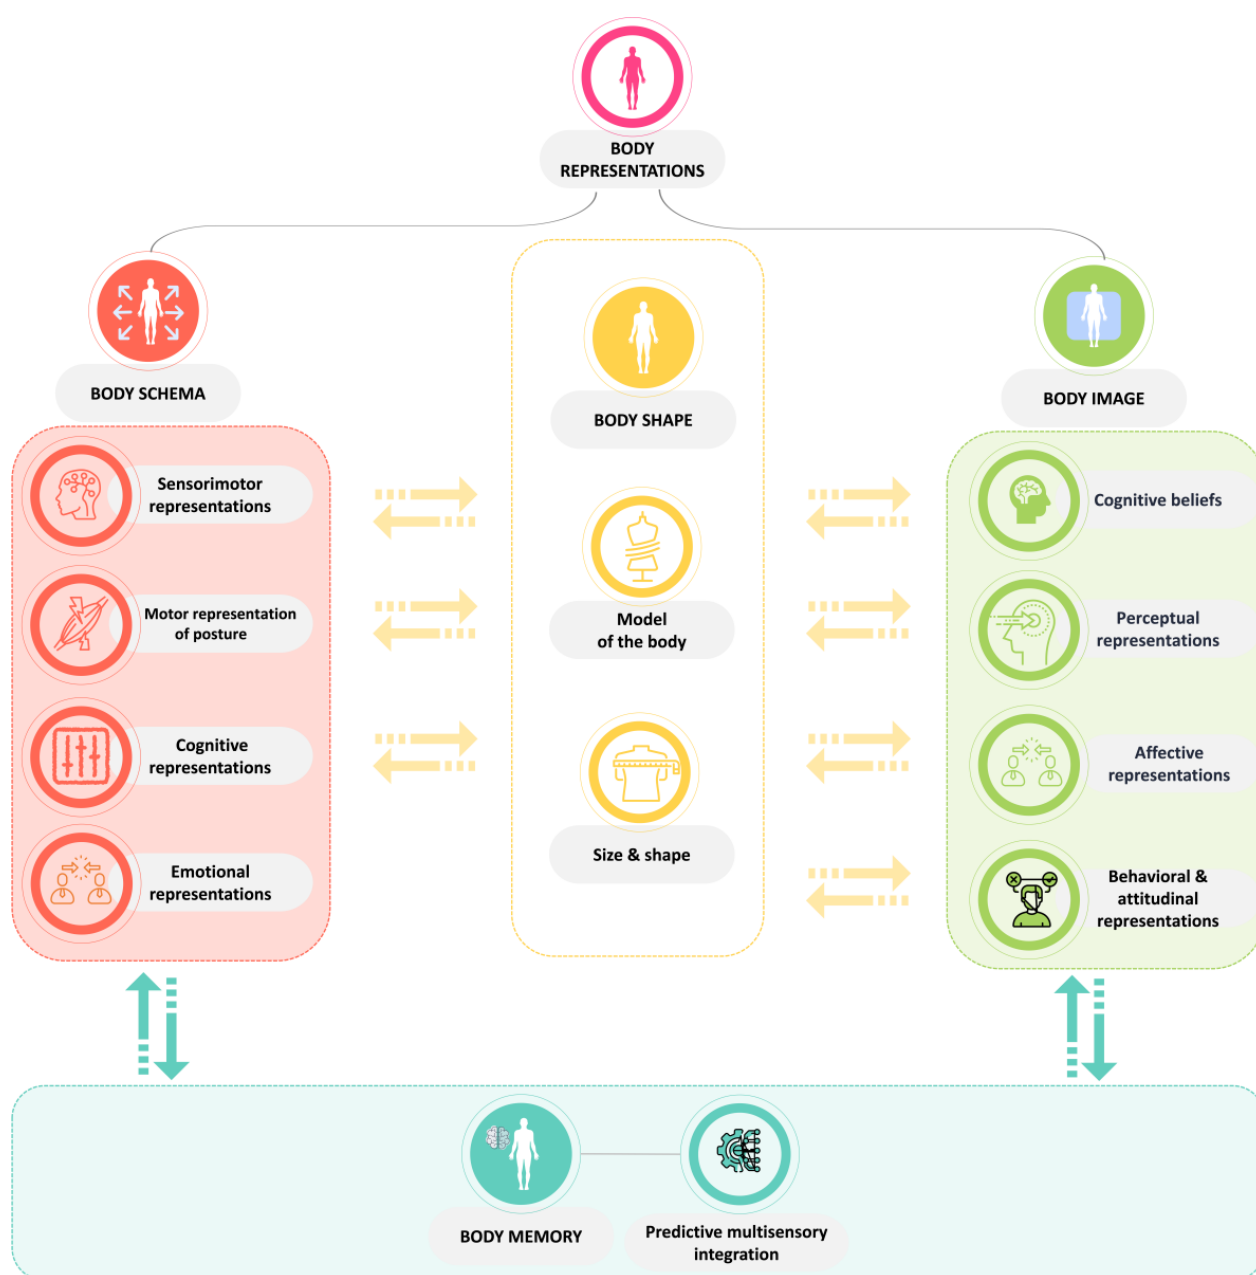 BODY
REPRESENTATIONS
BODY SCHEMA
Sensorimotor
representations
Motor representation
of posture
Cognitive
representations
Emotional
representations
BODY SHAPE
Model
of the body
Size & shape
BODY IMAGE
Cognitive beliefs
Perceptual
representations
Affective
representations
Behavioral &
attitudinal
representations
BODY MEMORY
Predictive multisensory
integration